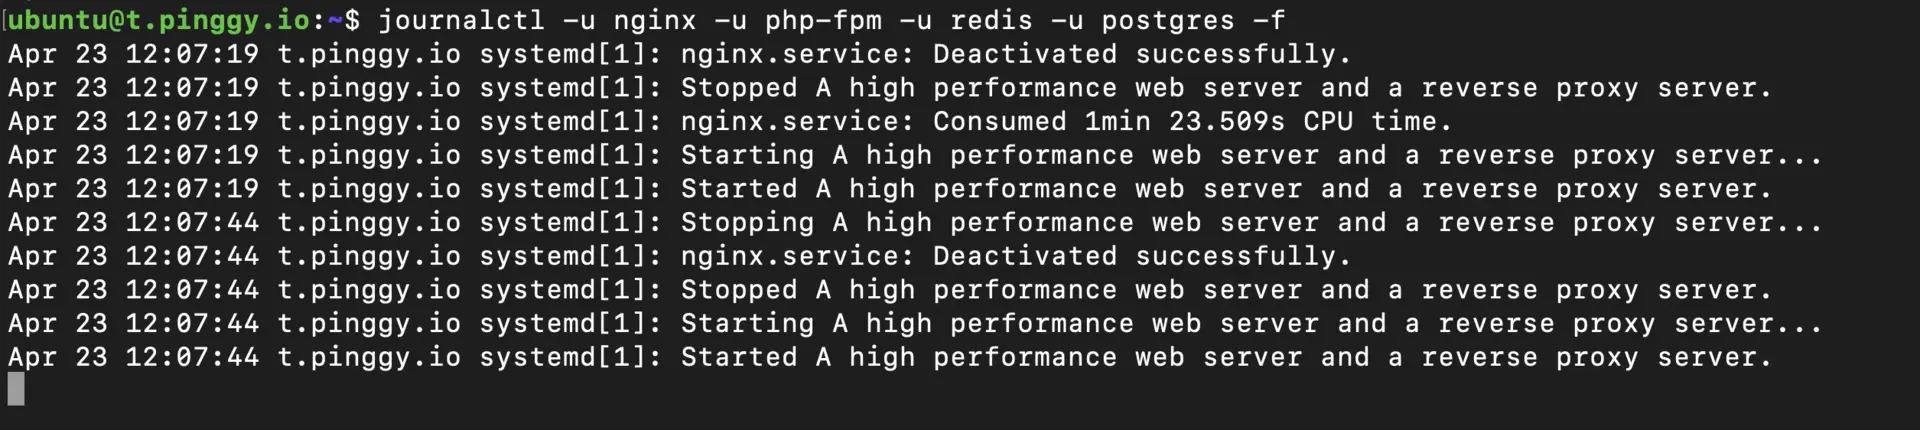 ubuntu@t.pinggy.io:~$ journalctl -u nginx -u php-fpm -u redis -u postgres -f
Apr 23 12:07:19 t.pinggy.io systemd[1]: nginx.service: Deactivated successfully.
Apr 23 12:07:19 t.pinggy.io systemd[1]: Stopped A high performance web server and a reverse proxy server.
Apr 23 12:07:19 t.pinggy.io systemd[1]: nginx.service: Consumed 1min 23.509s CPU time.
Apr 23 12:07:19 t.pinggy.io systemd[1]: Starting A high performance web server and a reverse proxy server...
Apr 23 12:07:19 t.pinggy.io systemd[1]: Started A high performance web server and a reverse proxy server.
Apr 23 12:07:44 t.pinggy.io systemd[1]: Stopping A high performance web server and a reverse proxy server...
Apr 23 12:07:44 t.pinggy.io systemd[1]: nginx.service: Deactivated successfully.
Apr 23 12:07:44 t.pinggy.io systemd[1]: Stopped A high performance web server and a reverse proxy server.
Apr 23 12:07:44 t.pinggy.io systemd[1]: Starting A high performance web server and a reverse proxy server...
Apr 23 12:07:44 t.pinggy.io systemd[1]: Started A high performance web server and a reverse proxy server.